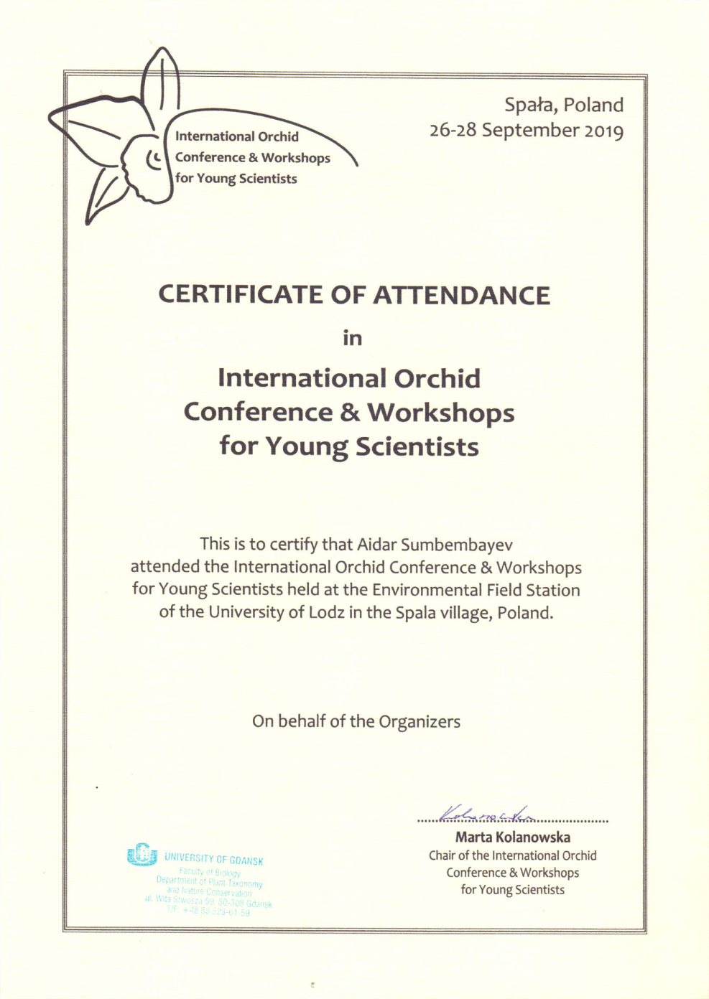 International Orchid
Conference & Workshops
for Young Scientists
Spała, Poland
26-28 September 2019
CERTIFICATE OF ATTENDANCE
in
International Orchid
Conference & Workshops
for Young Scientists
This is to certify that Aidar Sumbembayev
attended the International Orchid Conference & Workshops
for Young Scientists held at the Environmental Field Station
of the University of Lodz in the Spala village, Poland.
On behalf of the Organizers
Marta Kolanowska
Chair of the International Orchid
Conference & Workshops
for Young Scientists
UNIVERSITY OF GDANSK
Faculty of Biology
Department of Plant Taxonomy
and Nature Conservation
ul. Wita Stwosza 59, 80-308 Gdansk
T/F: +48 58 523-61-59